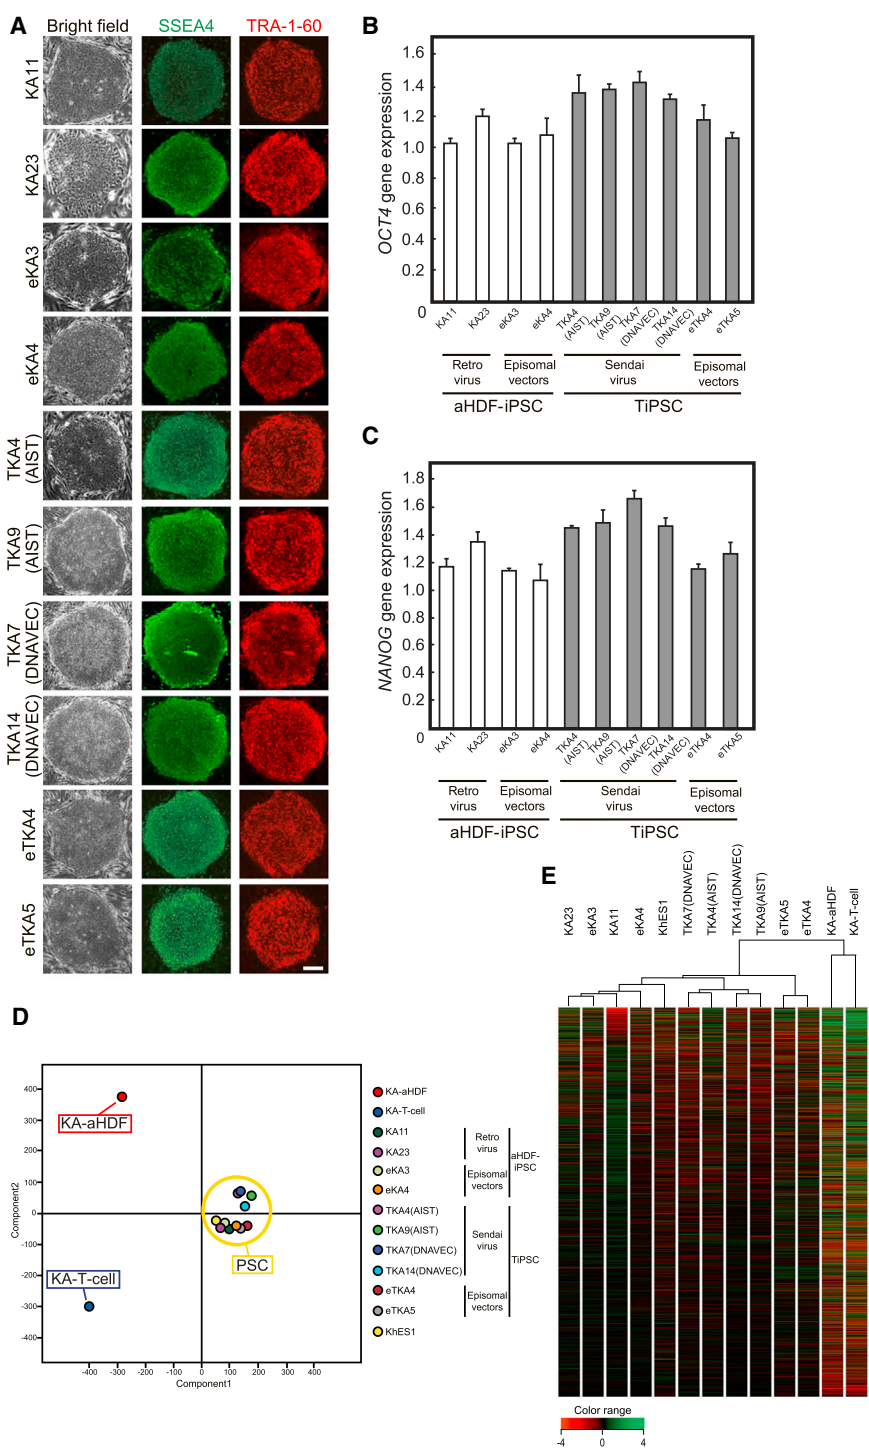 A
Bright field SSEA4 TRA-1-60
KA11
KA23
eKA3
eKA4
TKA4
(AIST)
TKA9
(AIST)
TKA7
(DNAVEC)
TKA14
(DNAVEC)
eTKA4
eTKA5
B
OCT4 gene expression
1.6
1.4
1.2
1.0
0.8
0.6
0.4
0.2
0
KA11 KA23 eKA3 eKA4 TKA4 (AIST) TKA9 (AIST) TKA7 (DNAVEC) TKA14 (DNAVEC) eTKA4 eTKA5
Retro Episomal Sendai Episomal
virus vectors virus vectors
aHDF-iPSC TiPSC
C
NANOG gene expression
1.8
1.6
1.4
1.2
1.0
0.8
0.6
0.4
0.2
0
KA11 KA23 eKA3 eKA4 TKA4 (AIST) TKA9 (AIST) TKA7 (DNAVEC) TKA14 (DNAVEC) eTKA4 eTKA5
Retro Episomal Sendai Episomal
virus vectors virus vectors
aHDF-iPSC TiPSC
D
Component2
400
300
200
100
0
-100
-200
-300
-400
KA-aHDF
KA-T-cell
PSC
-400 -300 -200 -100 0 100 200 300 400
Component1
KA-aHDF
KA-T-cell
KA11
KA23
eKA3
eKA4
TKA4(AIST)
TKA9(AIST)
TKA7(DNAVEC)
TKA14(DNAVEC)
eTKA4
eTKA5
KhES1
Retro
virus
Episomal
vectors
aHDF-
iPSC
Sendai
virus
Episomal
vectors
TiPSC
E
KA23 eKA3 KA11 eKA4 KhES1 TKA7(DNAVEC) TKA4(AIST) TKA14(DNAVEC) TKA9(AIST) eTKA5 eTKA4 KA-aHDF KA-T-cell
Color range
-4 0 4